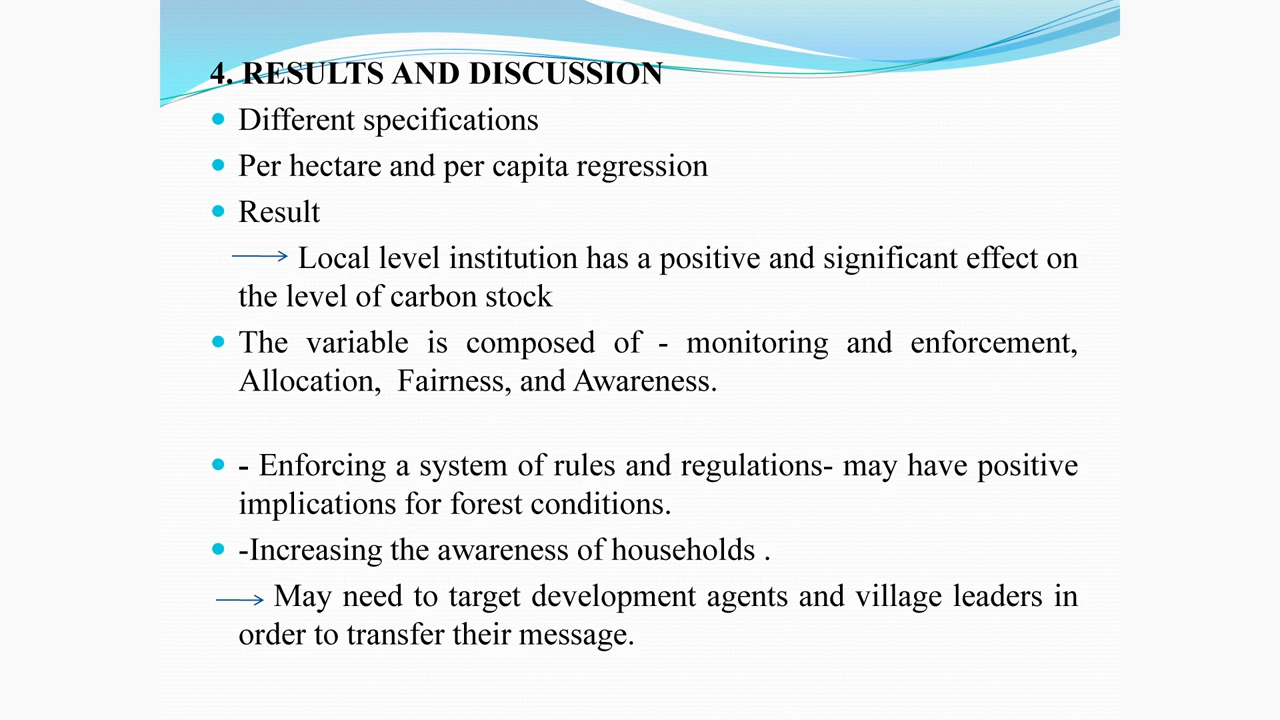 4. RESULTS AND DISCUSSION
Different specifications
Per hectare and per capita regression
Result
Local level institution has a positive and significant effect on
the level of carbon stock
The variable is composed of - monitoring and enforcement,
Allocation,  Fairness, and Awareness.
- Enforcing a system of rules and regulations- may have positive
implications for forest conditions.
-Increasing the awareness of households .
May need to target development agents and village leaders in
order to transfer their message.